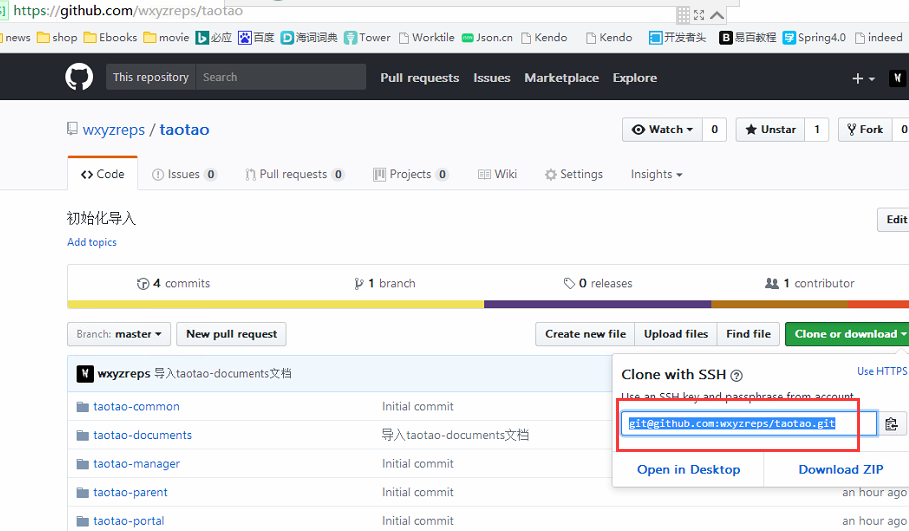 https://github.com/wxyzreps/taotao
news shop Ebooks movie 必应 百度 海词词典 Tower Worktile Json.cn Kendo Kendo 开发者头 易百教程 Spring4.0 indeed
This repository Search Pull requests Issues Marketplace Explore
wxyzreps / taotao Watch 0 Unstar 1 Fork 0
Code Issues 0 Pull requests 0 Projects 0 Wiki Settings Insights
初始化导入 Edit
Add topics
4 commits 1 branch 0 releases 1 contributor
Branch: master New pull request Create new file Upload files Find file Clone or download
wxyzreps 导入taotao-documents文档
Clone with SSH Use HTTPS
Use an SSH key and passphrase from account.
git@github.com:wxyzreps/taotao.git
Open in Desktop Download ZIP
taotao-common Initial commit
taotao-documents 导入taotao-documents文档
taotao-manager Initial commit
taotao-parent Initial commit an hour ago
taotao-portal Initial commit an hour ago